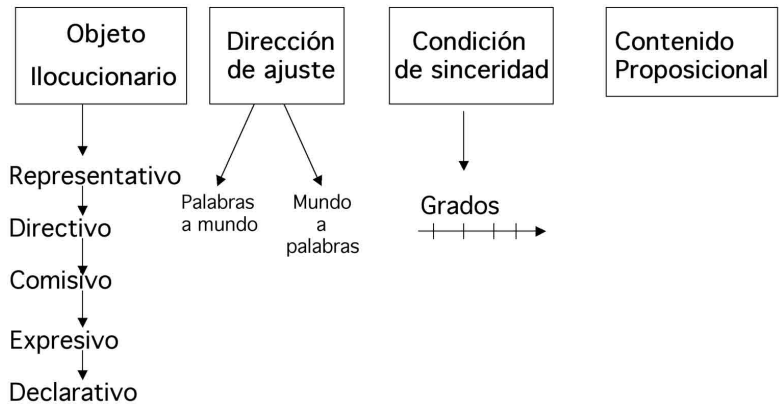 Objeto
Ilocucionario
Dirección
de ajuste
Condición
de sinceridad
Contenido
Proposicional
Representativo
Directivo
Comisivo
Expresivo
Declarativo
Palabras
a mundo
Mundo
a
palabras
Grados